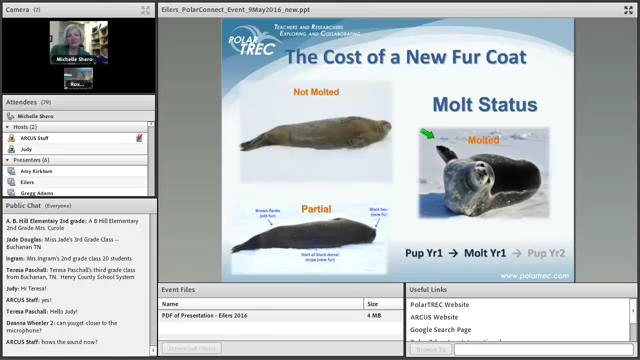 Camera (2)
Michelle Shero
Rox...
Attendees (79)
Michelle Shero
Hosts (2)
ARCUS Staff
Judy
Presenters (6)
Amy Kirkham
Eilers
Gregg Adams
Public Chat (Everyone)
A. B. Hill Elementary 2nd grade: A B Hill Elementary
2nd Grade Mrs. Curole
Jade Douglas: Miss Jade's 3rd Grade Class --
Buchanan TN
Ingram: Mrs.Ingram's 2nd grade class 20 students
Teresa Paschall: Teresa Paschall's third grade class
from Buchanan, TN. Henry County School System
Judy: Hi Teresa!
ARCUS Staff: yes!
Teresa Paschall: Hello Judy!
Deanna Wheeler 2: can youget closer to the
microphone?
ARCUS Staff: hows the sound now?
Eilers_PolarConnect_Event_9May2016_new.ppt
POLAR
TREC
TEACHERS AND RESEARCHERS
EXPLORING AND COLLABORATING
The Cost of a New Fur Coat
Not Molted
Molt Status
Molted
Partial
Brown flanks
(old fur)
(new fur)
Start of black dorsal
stripe (new fur)
Pup Yr1 → Molt Yr1 → Pup Yr2
www.polartrec.com
Event Files
Name
Size
PDF of Presentation - Eilers 2016
4 MB
Download File(s)
Useful Links
PolarTREC Website
ARCUS Website
Google Search Page
Browse To